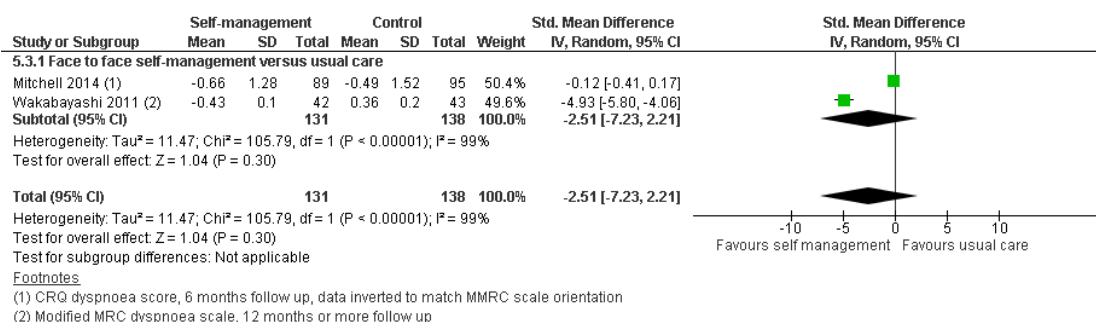 Self-management Control Std. Mean Difference Std. Mean Difference
Study or Subgroup Mean SD Total Mean SD Total Weight IV, Random, 95% CI IV, Random, 95% CI
5.3.1 Face to face self-management versus usual care
Mitchell 2014 (1) -0.66 1.28 89 -0.49 1.52 95 50.4% -0.12 [-0.41, 0.17]
Wakabayashi 2011 (2) -0.43 0.1 42 0.36 0.2 43 49.6% -4.93 [-5.80, -4.06]
Subtotal (95% CI) 131 138 100.0% -2.51 [-7.23, 2.21]
Heterogeneity: Tau² = 11.47; Chi² = 105.79, df = 1 (P < 0.00001); I² = 99%
Test for overall effect: Z = 1.04 (P = 0.30)
Total (95% CI) 131 138 100.0% -2.51 [-7.23, 2.21]
Heterogeneity: Tau² = 11.47; Chi² = 105.79, df = 1 (P < 0.00001); I² = 99%
Test for overall effect: Z = 1.04 (P = 0.30)
Test for subgroup differences: Not applicable
-10 -5 0 5 10
Favours self management Favours usual care
Footnotes
(1) CRQ dyspnoea score, 6 months follow up, data inverted to match MMRC scale orientation
(2) Modified MRC dyspnoea scale, 12 months or more follow up